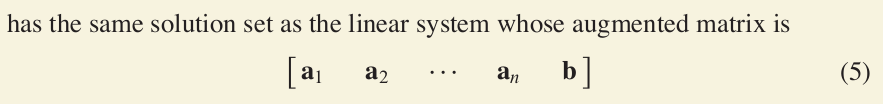 has the same solution set as the linear system whose augmented matrix is
[ a₁ a₂ ⋯ aₙ b ] (5)